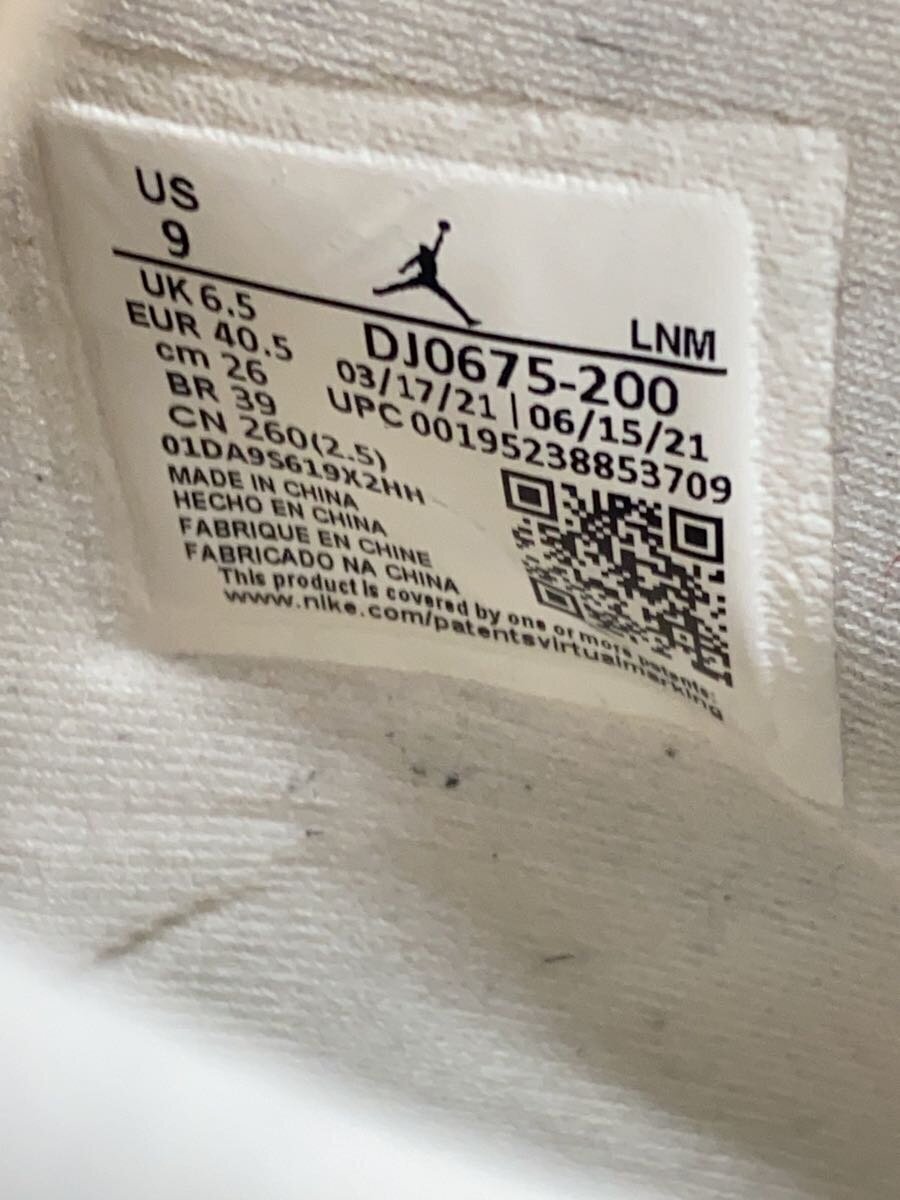 US
9
LNM
UK 6.5
EUR 40.5
cm 26
BR 39
CN 260(2.5)
DJ0675-200
03/17/21 | 06/15/21
UPC 00195238853709
01DA9S619X2HH
MADE IN CHINA
HECHO EN CHINA
FABRIQUE EN CHINE
FABRICADO NA CHINA
This product is covered by one or more patents:
www.nike.com/patentsvirtualmarking